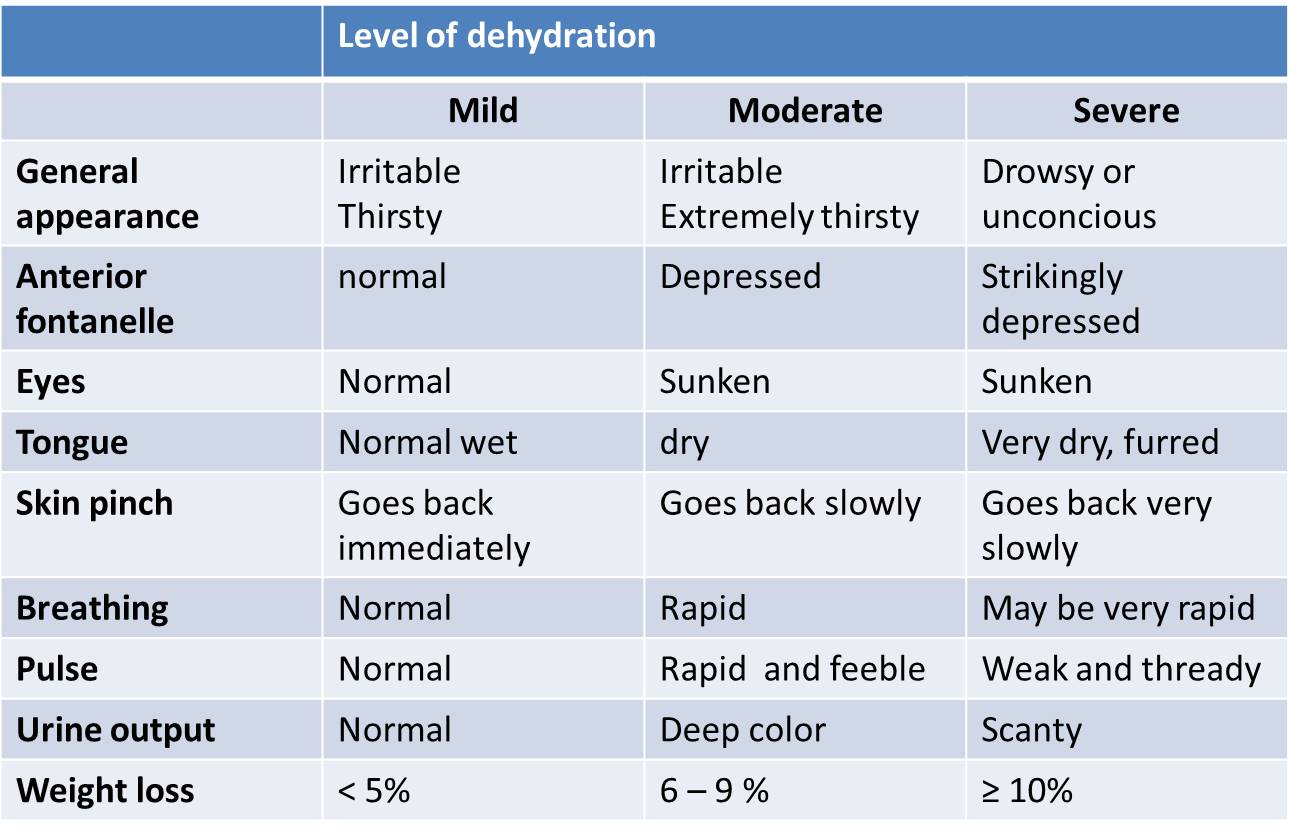 Level of dehydration
Mild Moderate Severe
General appearance Irritable Thirsty Irritable Extremely thirsty Drowsy or unconcious
Anterior fontanelle normal Depressed Strikingly depressed
Eyes Normal Sunken Sunken
Tongue Normal wet dry Very dry, furred
Skin pinch Goes back immediately Goes back slowly Goes back very slowly
Breathing Normal Rapid May be very rapid
Pulse Normal Rapid and feeble Weak and thready
Urine output Normal Deep color Scanty
Weight loss < 5% 6 – 9 % ≥ 10%